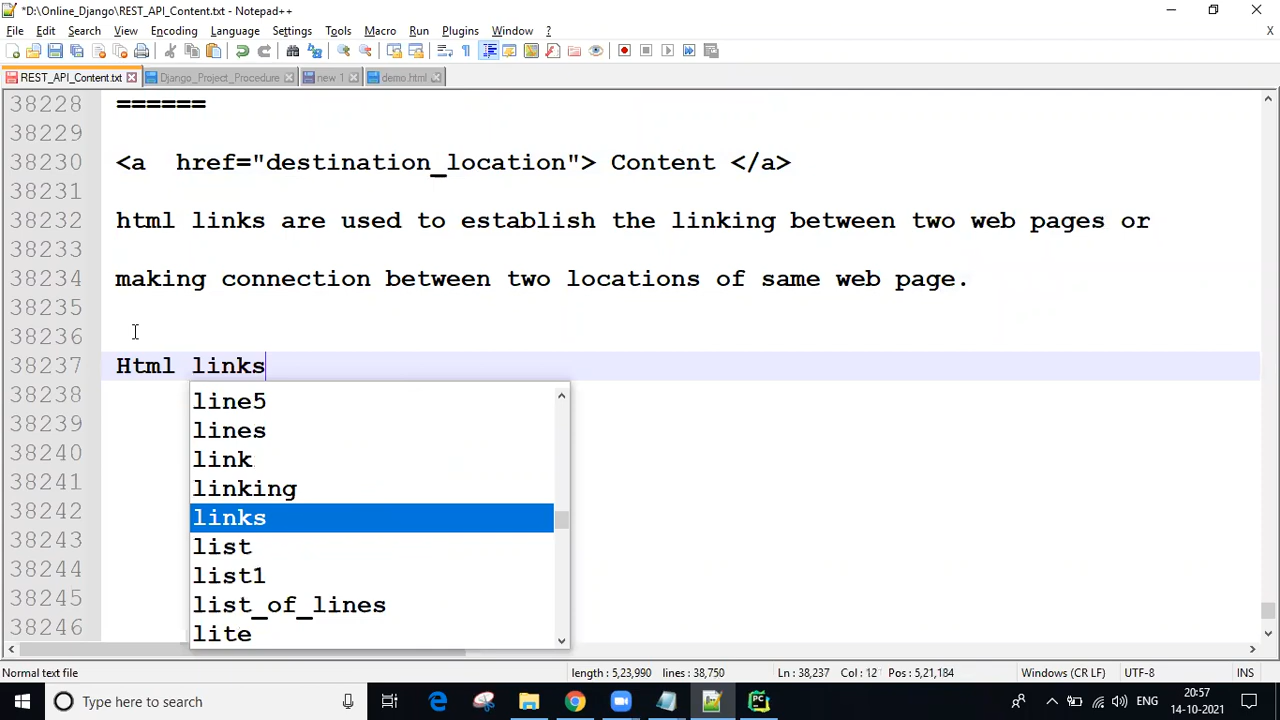 *D:\Online_Django\REST_API_Content.txt - Notepad++
File Edit Search View Encoding Language Settings Tools Macro Run Plugins Window ? X
REST_API_Content.txt Django_Project_Procedure new 1 demo.html
38228 ======
38229
38230 <a  href="destination_location"> Content </a>
38231
38232 html links are used to establish the linking between two web pages or
38233
38234 making connection between two locations of same web page.
38235
38236
38237 Html links
38238 line5
38239 lines
38240 link
38241 linking
38242 links
38243 list
38244 list1
38245 list_of_lines
38246 lite
Normal text file length : 5,23,990 lines : 38,750 Ln : 38,237 Col : 12 Pos : 5,21,184 Windows (CR LF) UTF-8 INS
Type here to search ENG 20:57
14-10-2021